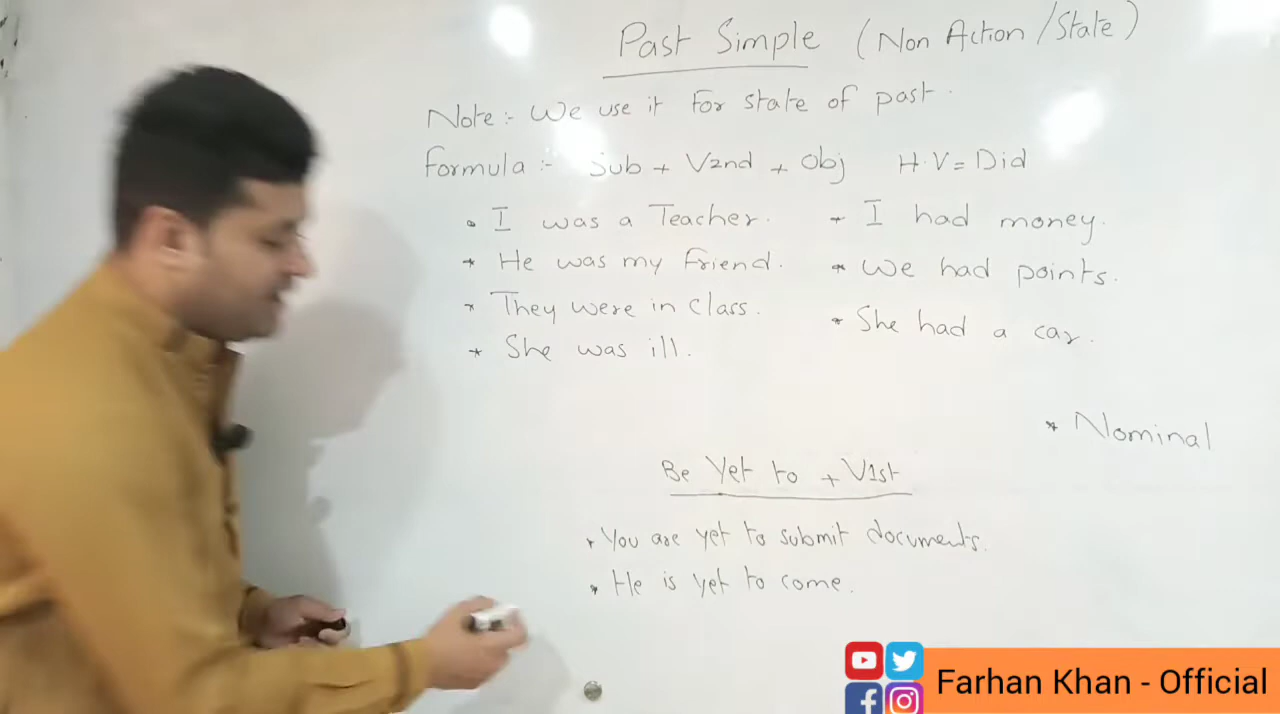 Past Simple (Non Action/State)
Note:- We use it for state of past.
formula:- Sub + V2nd + Obj H.V = Did
• I was a Teacher.
* He was my friend.
* They were in class.
* She was ill.
* I had money.
* We had points.
* She had a car.
* Nominal
Be Yet to + V1st
* You are yet to submit documents.
* He is yet to come.
Farhan Khan - Official